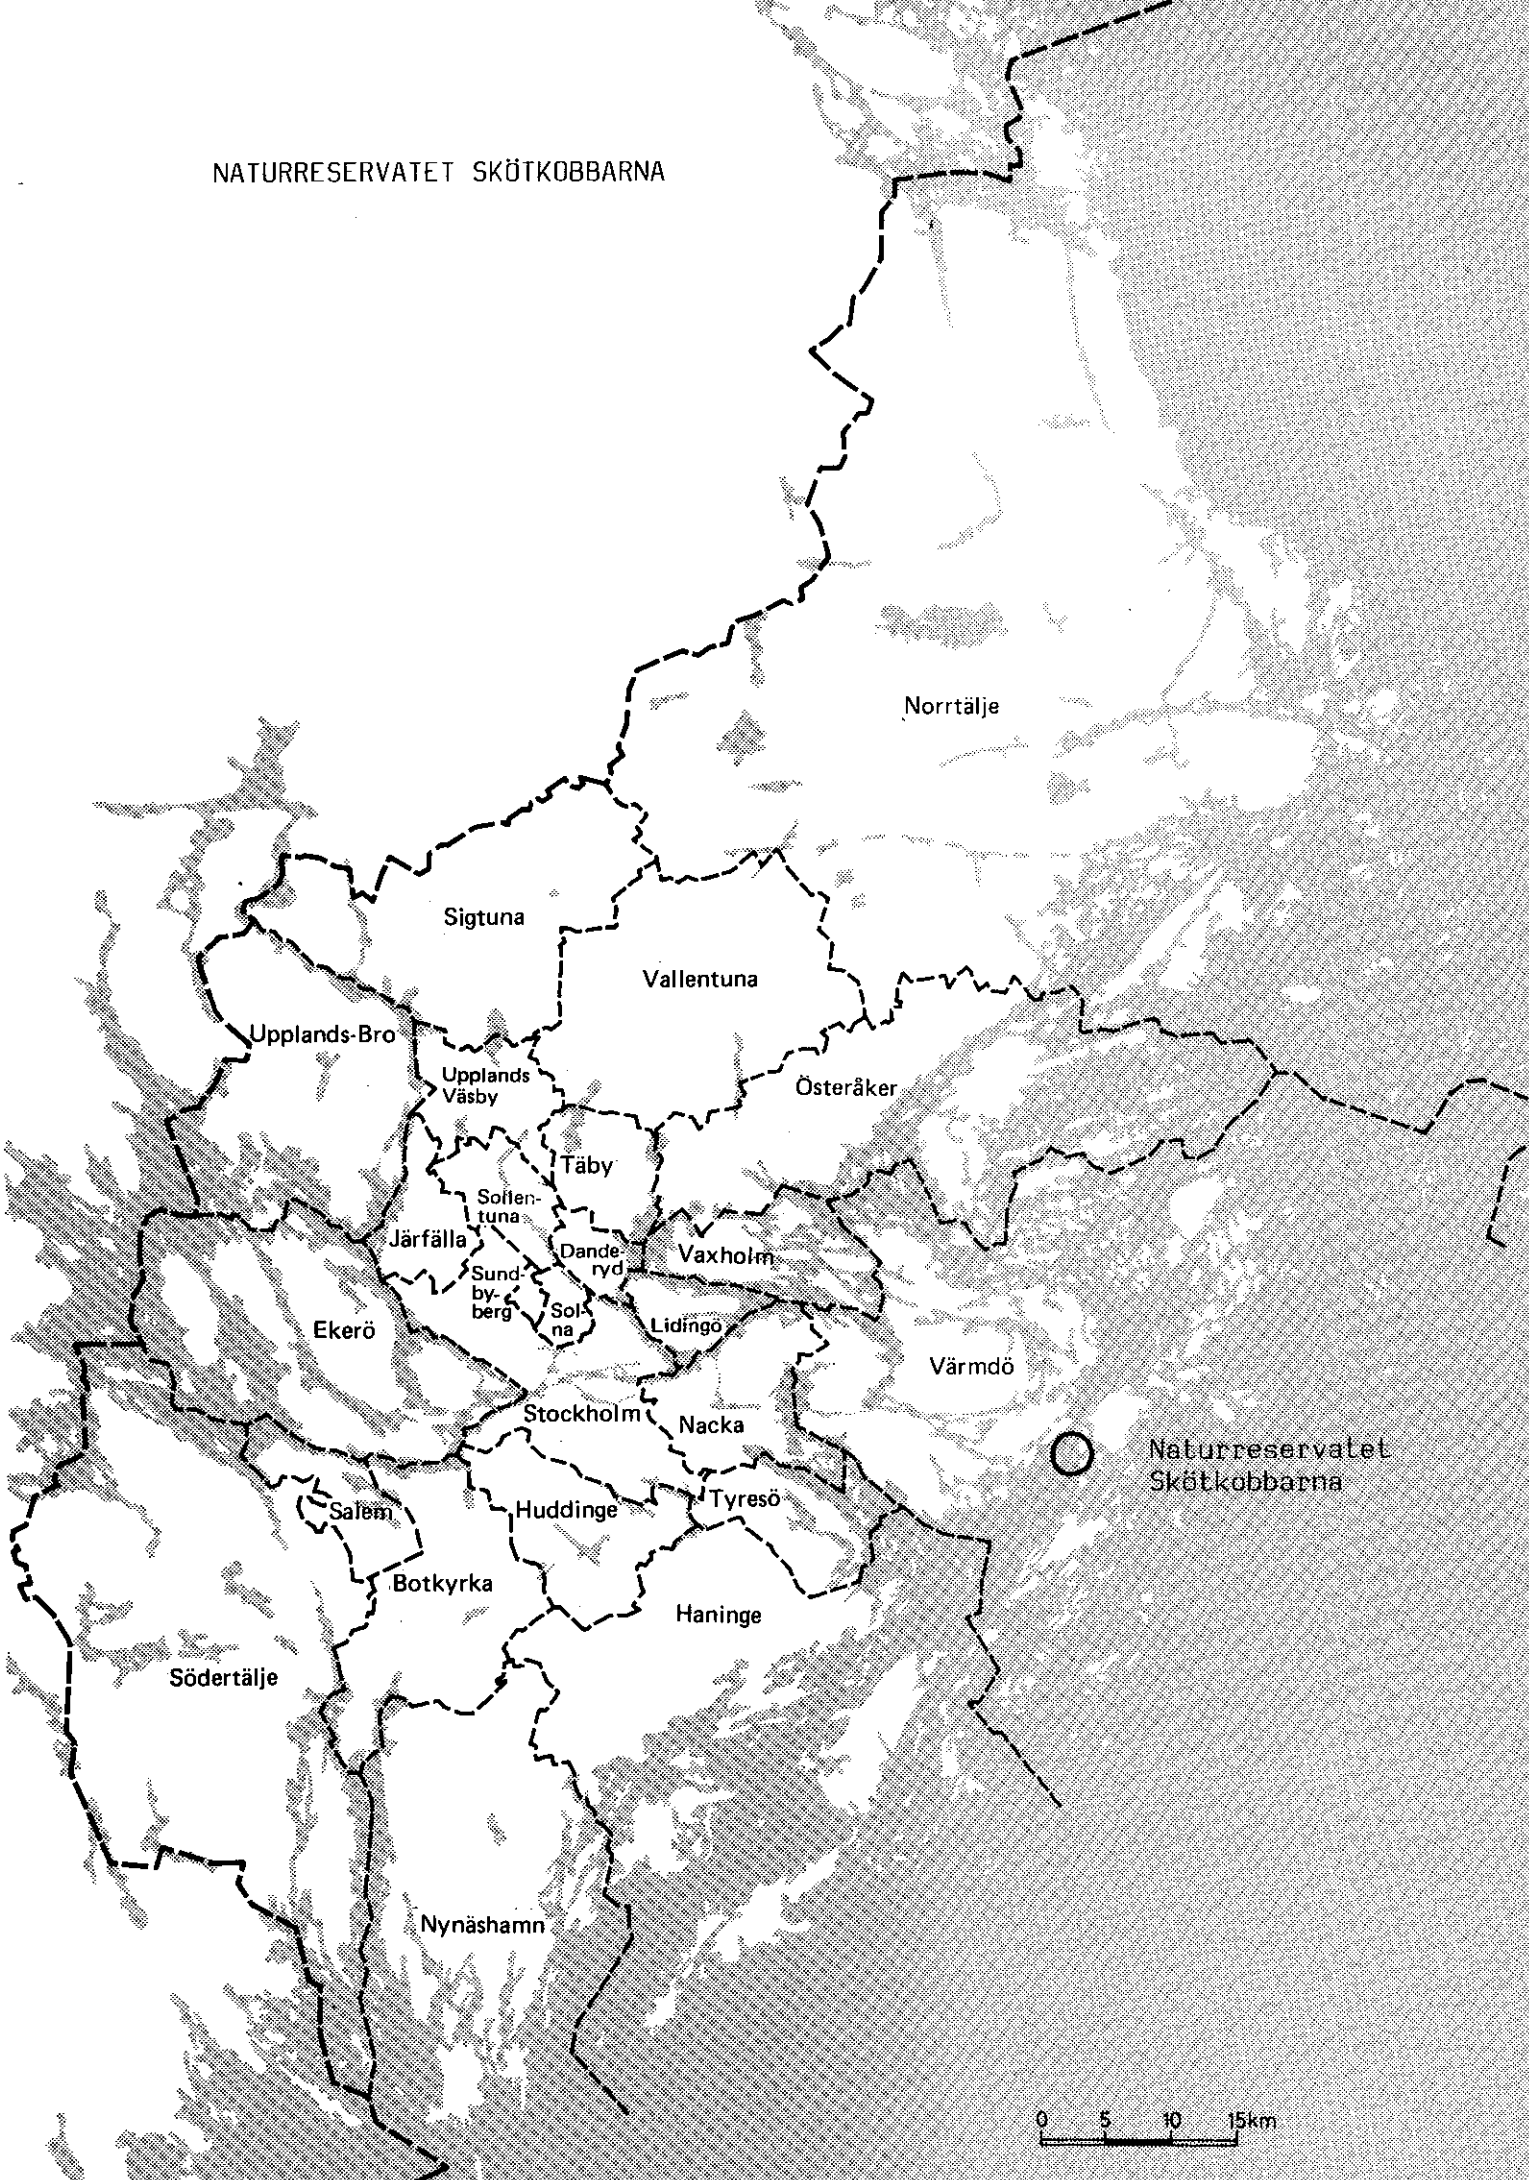 NATURRESERVATET SKÖTKOBBARNA
Norrtälje
Sigtuna
Vallentuna
Upplands-Bro
Upplands
Väsby
Österåker
Täby
Sollen-
tuna
Järfälla
Dande-
ryd
Vaxholm
Sund-
by-
berg
Sol-
na
Ekerö
Lidingö
Värmdö
Stockholm
Nacka
Naturreservatet
Skötkobbarna
Salem
Huddinge
Tyresö
Botkyrka
Haninge
Södertälje
Nynäshamn
0 5 10 15km